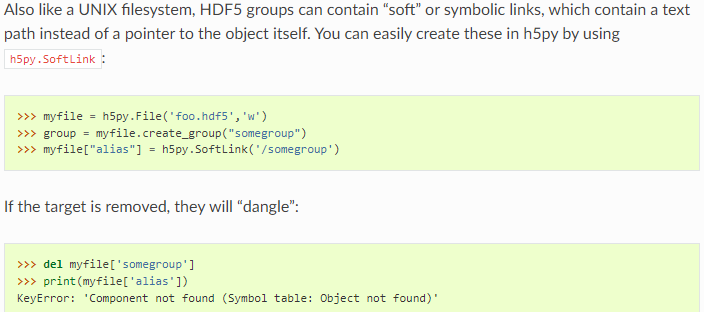 Also like a UNIX filesystem, HDF5 groups can contain “soft” or symbolic links, which contain a text
path instead of a pointer to the object itself. You can easily create these in h5py by using
h5py.SoftLink :
>>> myfile = h5py.File('foo.hdf5','w')
>>> group = myfile.create_group("somegroup")
>>> myfile["alias"] = h5py.SoftLink('/somegroup')
If the target is removed, they will “dangle”:
>>> del myfile['somegroup']
>>> print(myfile['alias'])
KeyError: 'Component not found (Symbol table: Object not found)'